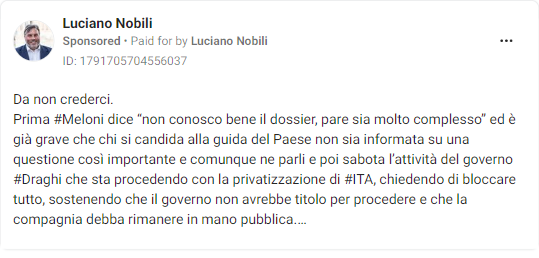 Luciano Nobili
Sponsored • Paid for by Luciano Nobili
ID: 1791705704556037
Da non crederci.
Prima #Meloni dice “non conosco bene il dossier, pare sia molto complesso” ed è
già grave che chi si candida alla guida del Paese non sia informata su una
questione così importante e comunque ne parli e poi sabota l’attività del governo
#Draghi che sta procedendo con la privatizzazione di #ITA, chiedendo di bloccare
tutto, sostenendo che il governo non avrebbe titolo per procedere e che la
compagnia debba rimanere in mano pubblica....